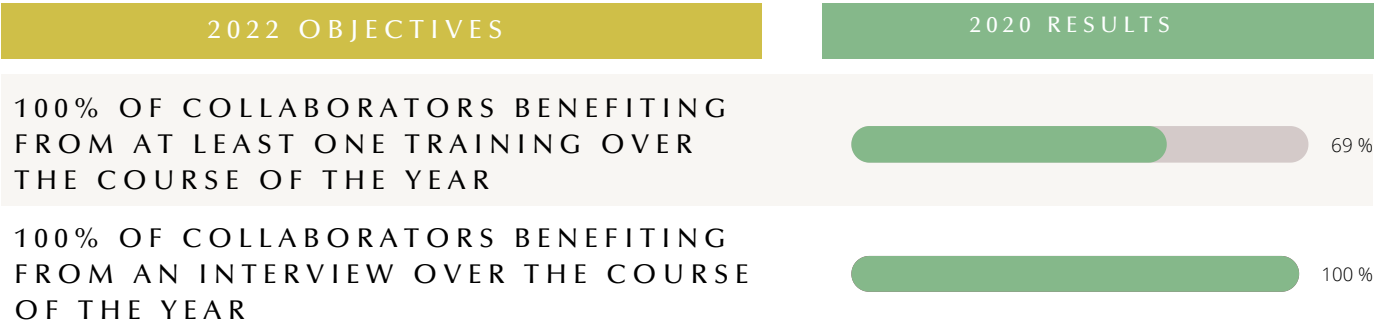 2022 OBJECTIVES
2020 RESULTS
100% OF COLLABORATORS BENEFITING
FROM AT LEAST ONE TRAINING OVER
THE COURSE OF THE YEAR
69 %
100% OF COLLABORATORS BENEFITING
FROM AN INTERVIEW OVER THE COURSE
OF THE YEAR
100 %